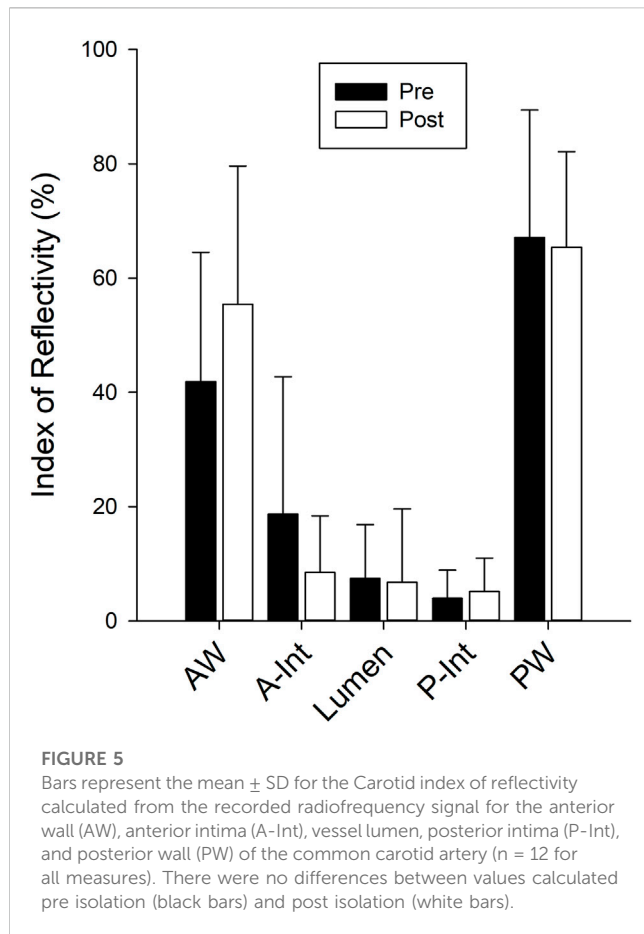 100
80
60
40
20
0
Index of Reflectivity (%)
Pre
Post
AW
A-Int
Lumen
P-Int
PW
FIGURE 5
Bars represent the mean ± SD for the Carotid index of reflectivity
calculated from the recorded radiofrequency signal for the anterior
wall (AW), anterior intima (A-Int), vessel lumen, posterior intima (P-Int),
and posterior wall (PW) of the common carotid artery (n = 12 for
all measures). There were no differences between values calculated
pre isolation (black bars) and post isolation (white bars).